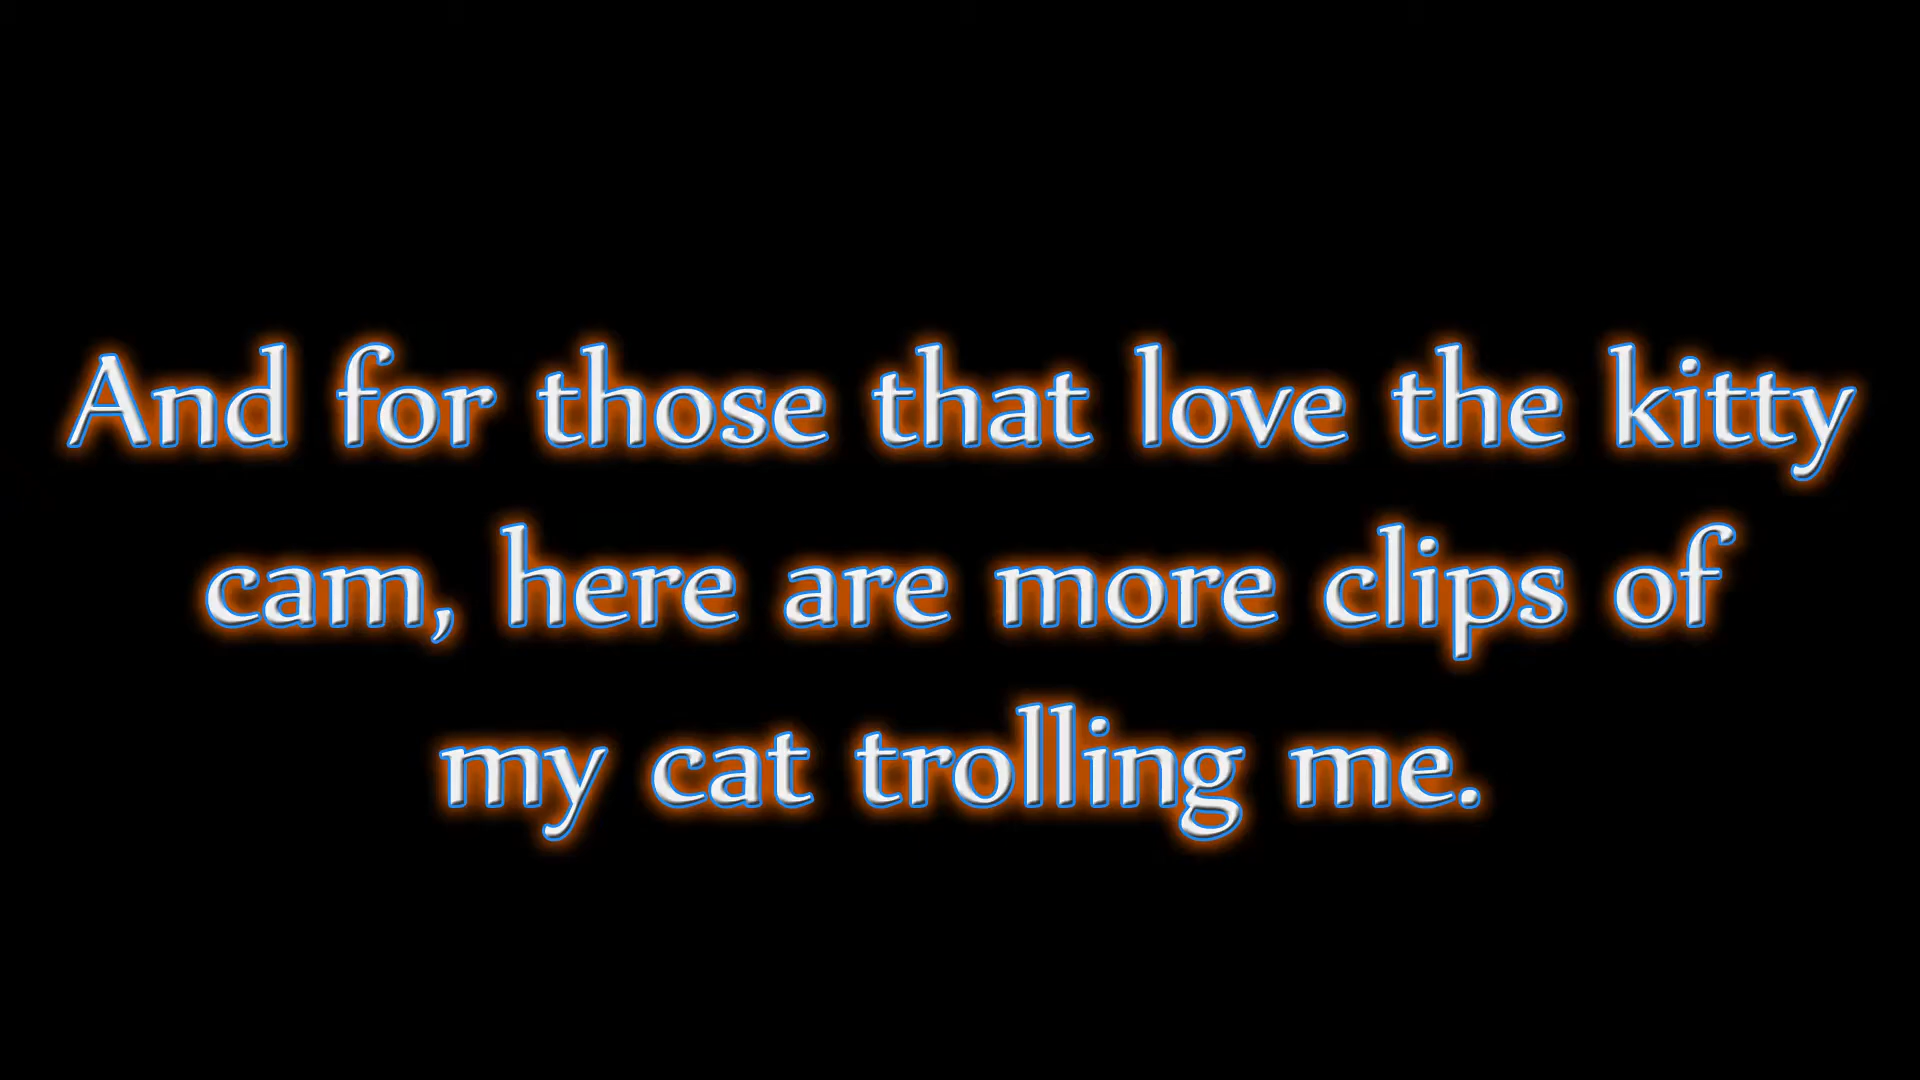 And for those that love the kitty
cam, here are more clips of
my cat trolling me.